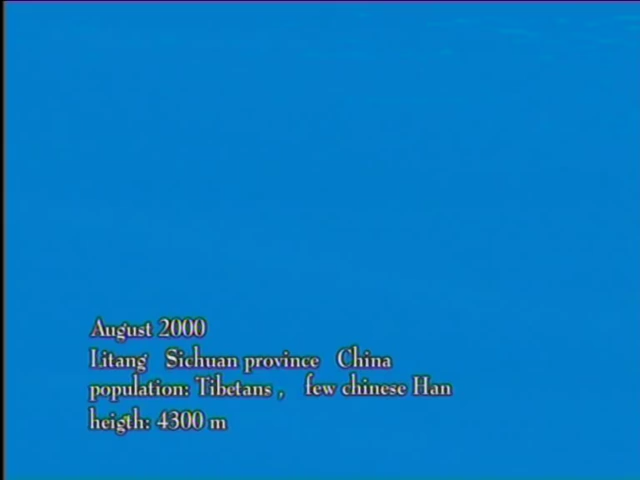 August 2000
Litang Sichuan province China
population: Tibetans , few chinese Han
heigth: 4300 m